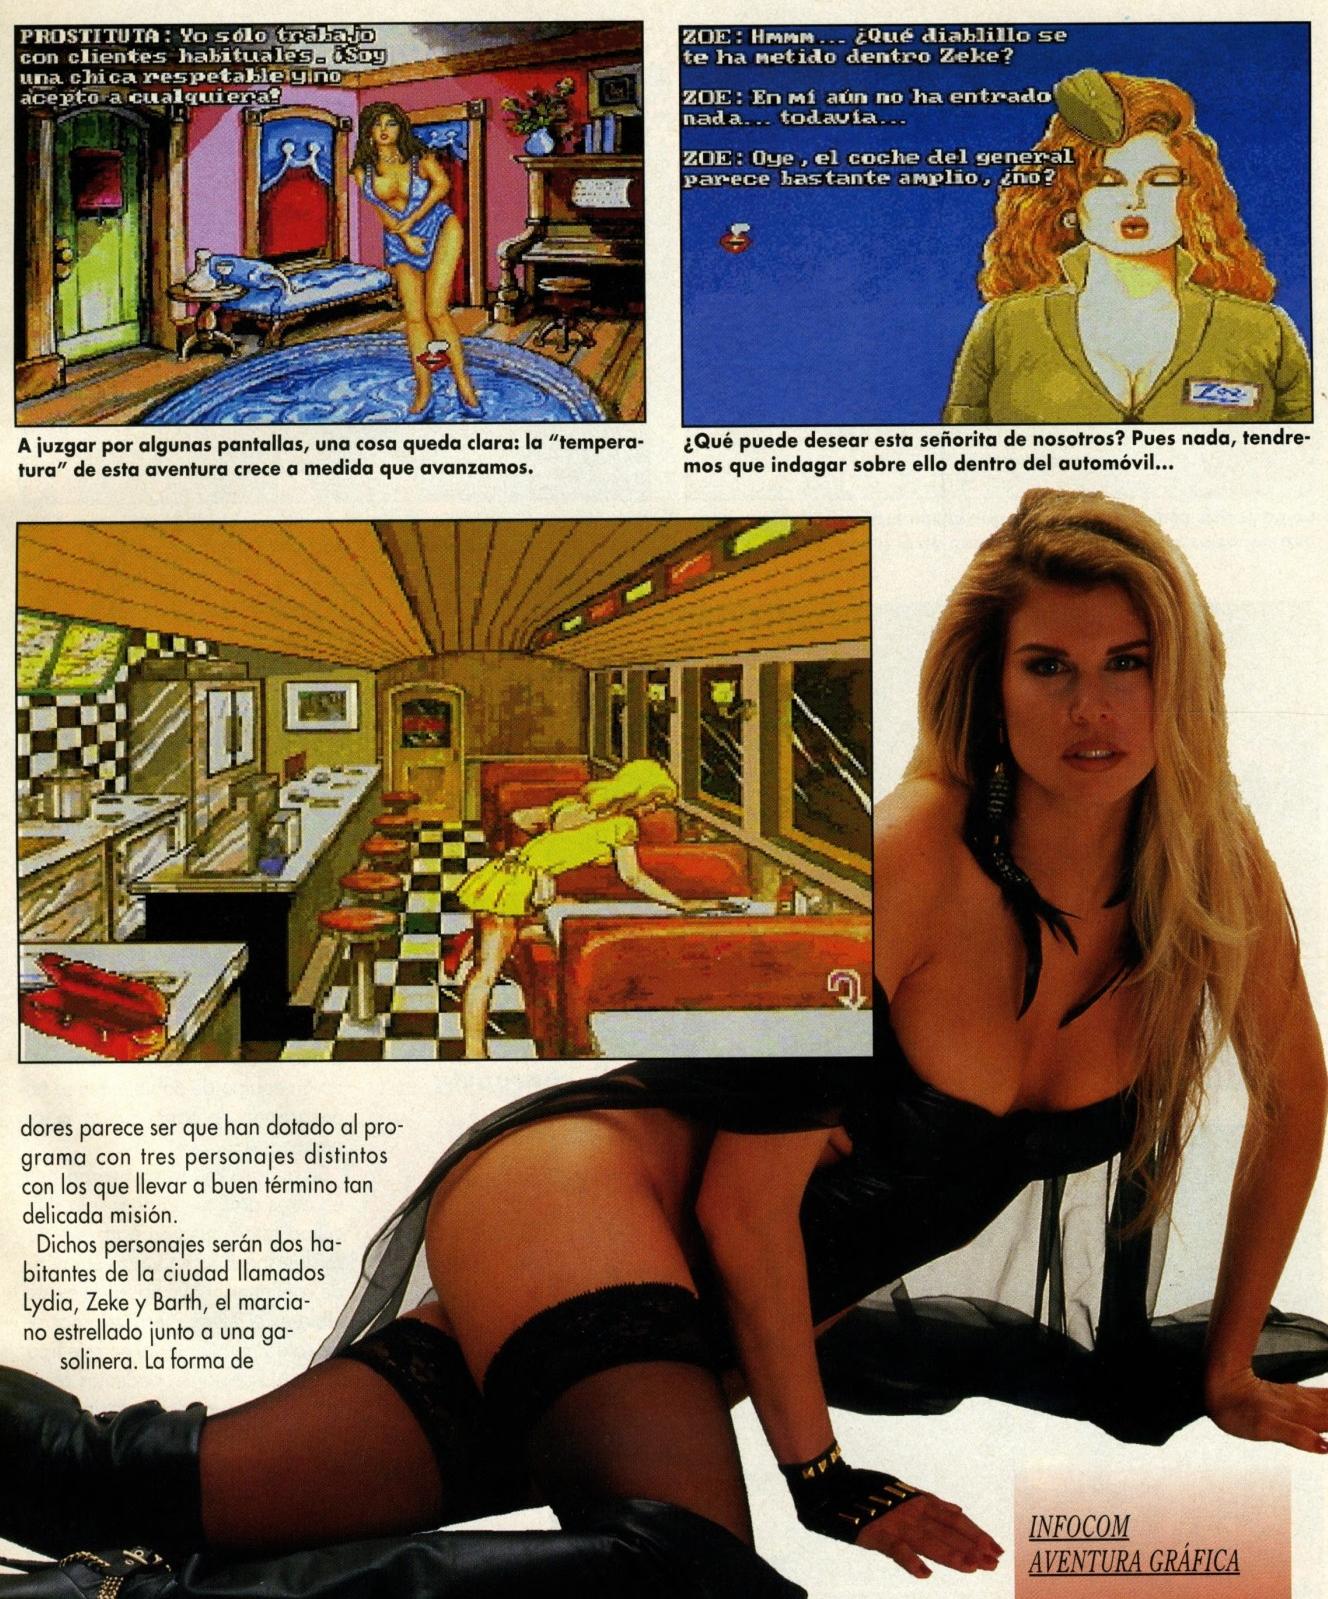 PROSTITUTA: Yo sólo trabajo
con clientes habituales. ¡Soy
una chica respetable y no
acepto a cualquiera!
ZOE: Hmmm... ¿Qué diablillo se
te ha metido dentro Zeke?
ZOE: En mí aún no ha entrado
nada... todavía...
ZOE: Oye, el coche del general
parece bastante amplio, ¿no?
Zoe
A juzgar por algunas pantallas, una cosa queda clara: la “tempera-
tura” de esta aventura crece a medida que avanzamos.
¿Qué puede desear esta señorita de nosotros? Pues nada, tendre-
mos que indagar sobre ello dentro del automóvil...
dores parece ser que han dotado al pro-
grama con tres personajes distintos
con los que llevar a buen término tan
delicada misión.
Dichos personajes serán dos ha-
bitantes de la ciudad llamados
Lydia, Zeke y Barth, el marcia-
no estrellado junto a una ga-
solinera. La forma de
INFOCOM
AVENTURA GRÁFICA